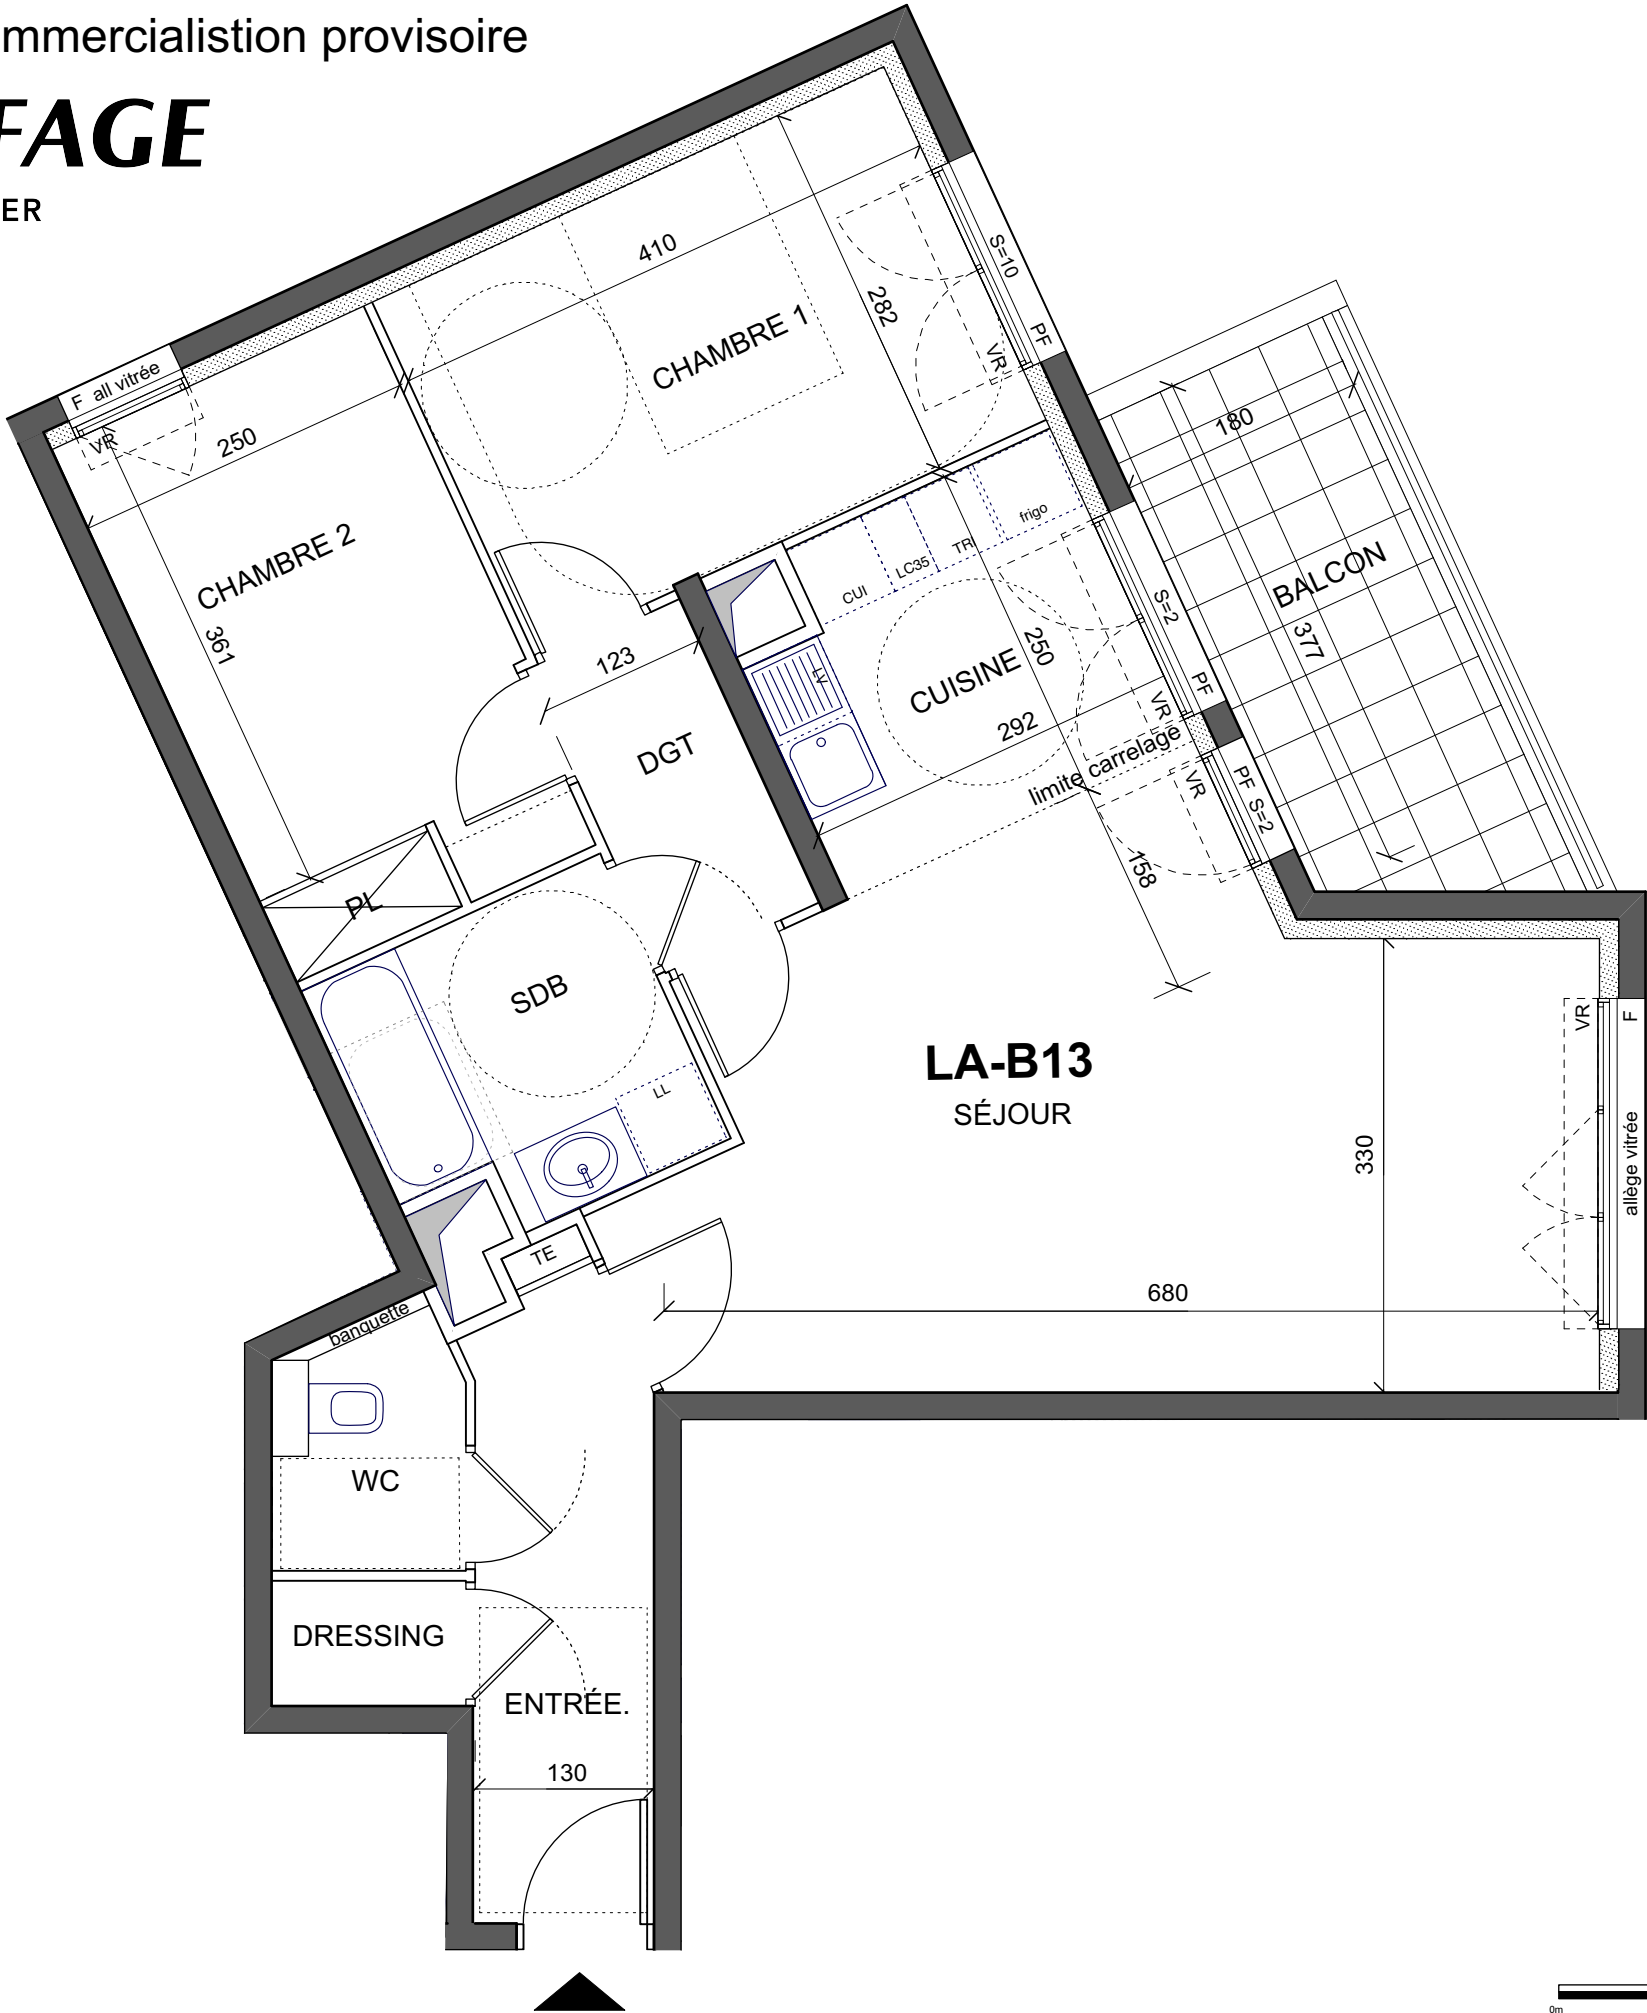 mmercialistion provisoire
FAGE
ER
410
S=10
282
CHAMBRE 1
PF
VR
F all vitrée
VR
250
180
CHAMBRE 2
361
frigo
TRI
LC35
CUI
BALCON
S=2
377
123
250
LV
CUISINE
PF
VR
292
DGT
limite carrelage
VR
PF S=2
158
PL
SDB
VR
F
LA-B13
SÉJOUR
LL
330
allège vitrée
TE
680
banquette
WC
DRESSING
ENTRÉE.
130
0m